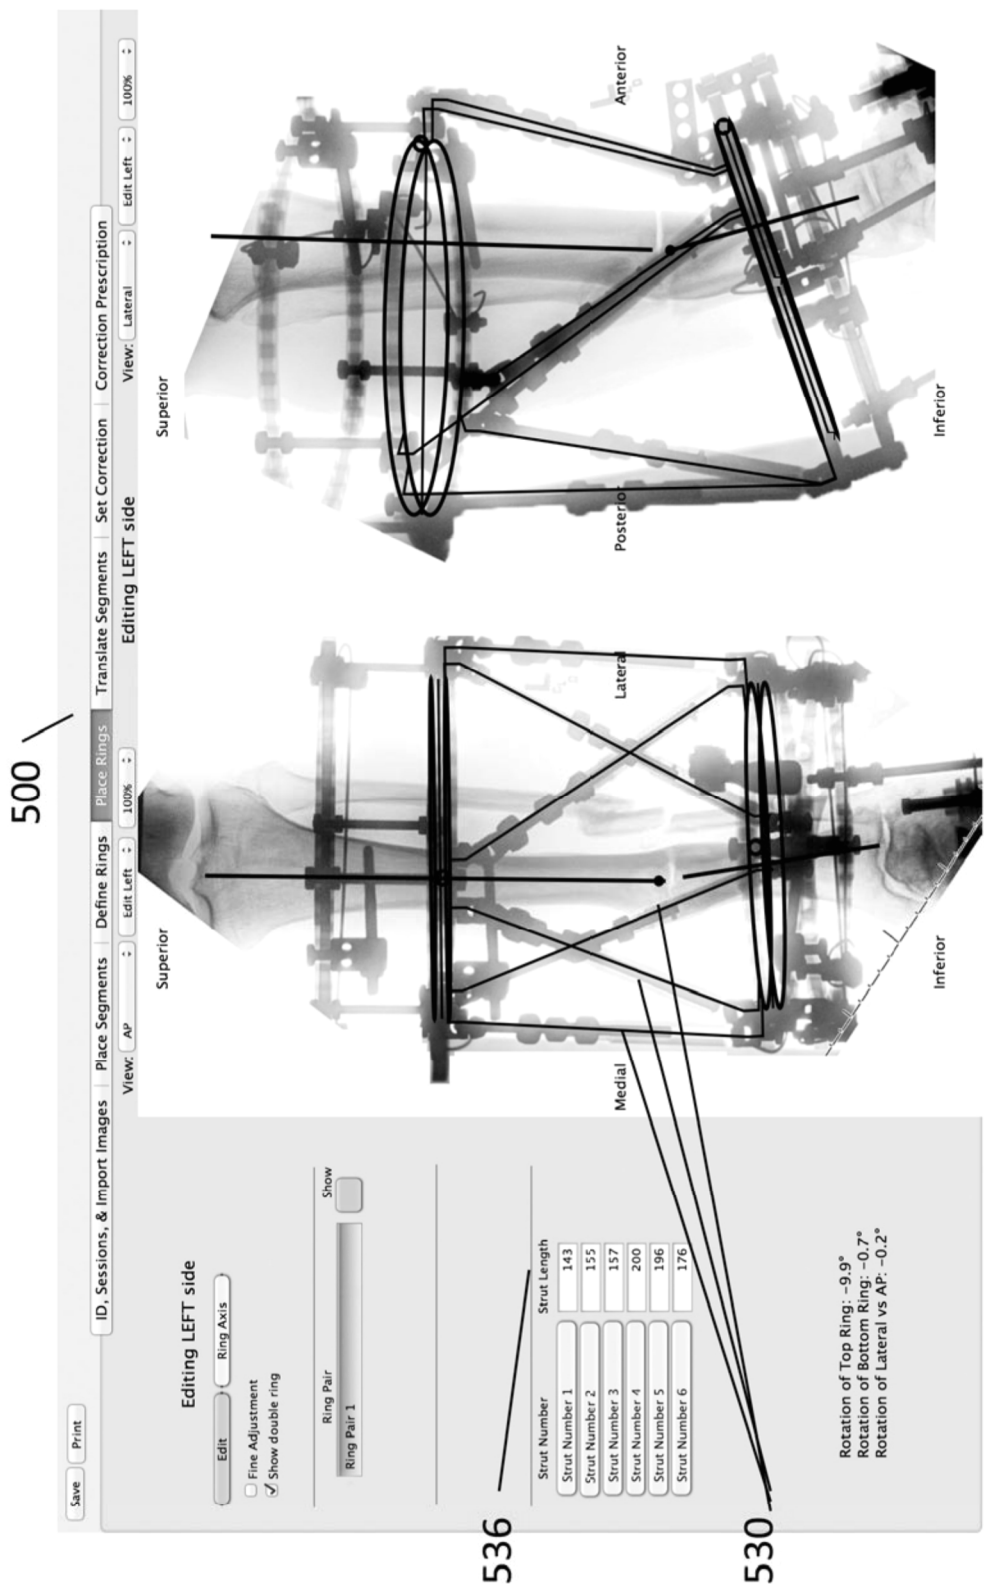 500
Save Print
ID, Sessions, & Import Images Place Segments Define Rings Place Rings Translate Segments Set Correction Correction Prescription
View: AP Edit Left 100% Editing LEFT side View: Lateral Edit Left 100%
Editing LEFT side
Edit Ring Axis
Fine Adjustment
Show double ring
Ring Pair Show
Ring Pair 1
Strut Number Strut Length
Strut Number 1 143
Strut Number 2 155
Strut Number 3 157
Strut Number 4 200
Strut Number 5 196
Strut Number 6 176
Rotation of Top Ring: -9.9°
Rotation of Bottom Ring: -0.7°
Rotation of Lateral vs AP: -0.2°
Superior
Medial
Lateral
Inferior
Superior
Posterior
Anterior
Inferior
536
530